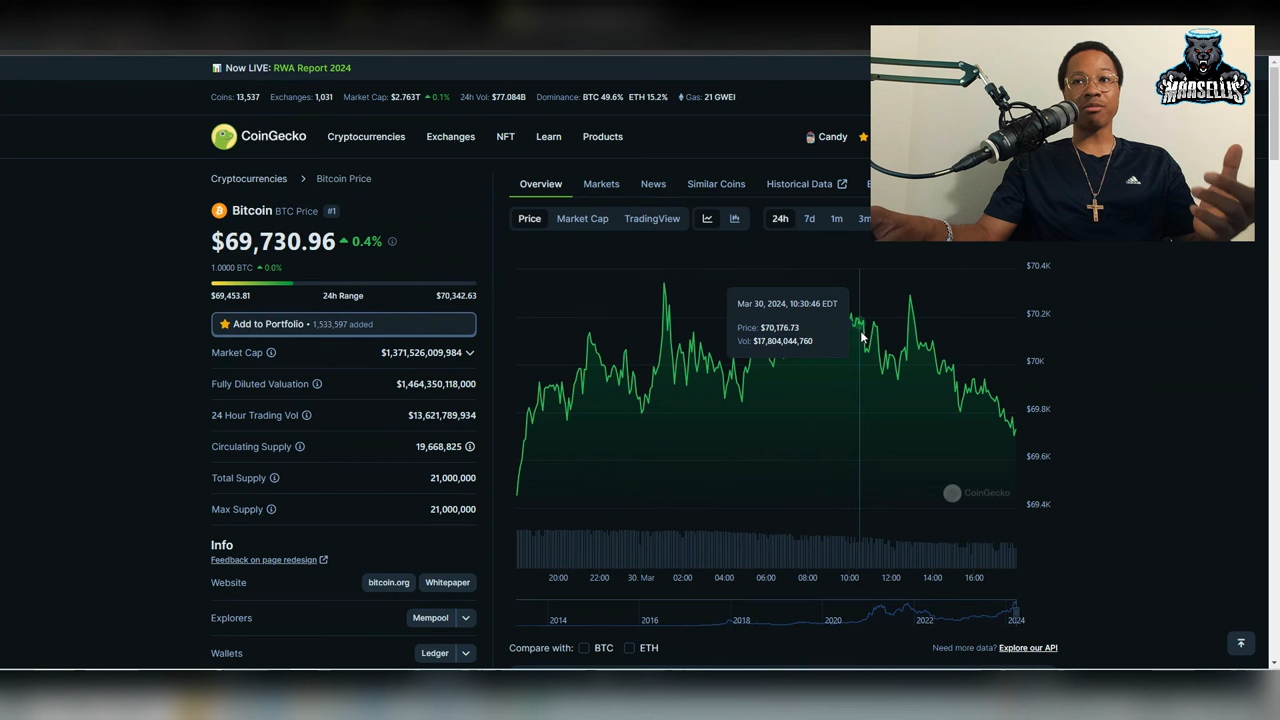 Now LIVE: RWA Report 2024
Coins: 13,537 Exchanges: 1,031 Market Cap: $2.763T 0.1% 24h Vol: $77.084B Dominance: BTC 49.6% ETH 15.2% Gas: 21 GWEI
CoinGecko Cryptocurrencies Exchanges NFT Learn Products Candy
MARSELLIS
Cryptocurrencies > Bitcoin Price
Bitcoin BTC Price #1
$69,730.96 0.4%
1.0000 BTC 0.0%
$69,453.81 24h Range $70,342.63
Add to Portfolio • 1,533,597 added
Market Cap $1,371,526,009,984
Fully Diluted Valuation $1,464,350,118,000
24 Hour Trading Vol $13,621,789,934
Circulating Supply 19,668,825
Total Supply 21,000,000
Max Supply 21,000,000
Info
Feedback on page redesign
Website bitcoin.org Whitepaper
Explorers Mempool
Wallets Ledger
Overview Markets News Similar Coins Historical Data
Price Market Cap TradingView 24h 7d 1m 3m
Mar 30, 2024, 10:30:46 EDT
Price: $70,176.73
Vol: $17,804,044,760
$70.4K
$70.2K
$70K
$69.8K
$69.6K
$69.4K
CoinGecko
20:00 22:00 30. Mar 02:00 04:00 06:00 08:00 10:00 12:00 14:00 16:00
2014 2016 2018 2020 2022 2024
Compare with: BTC ETH
Need more data? Explore our API